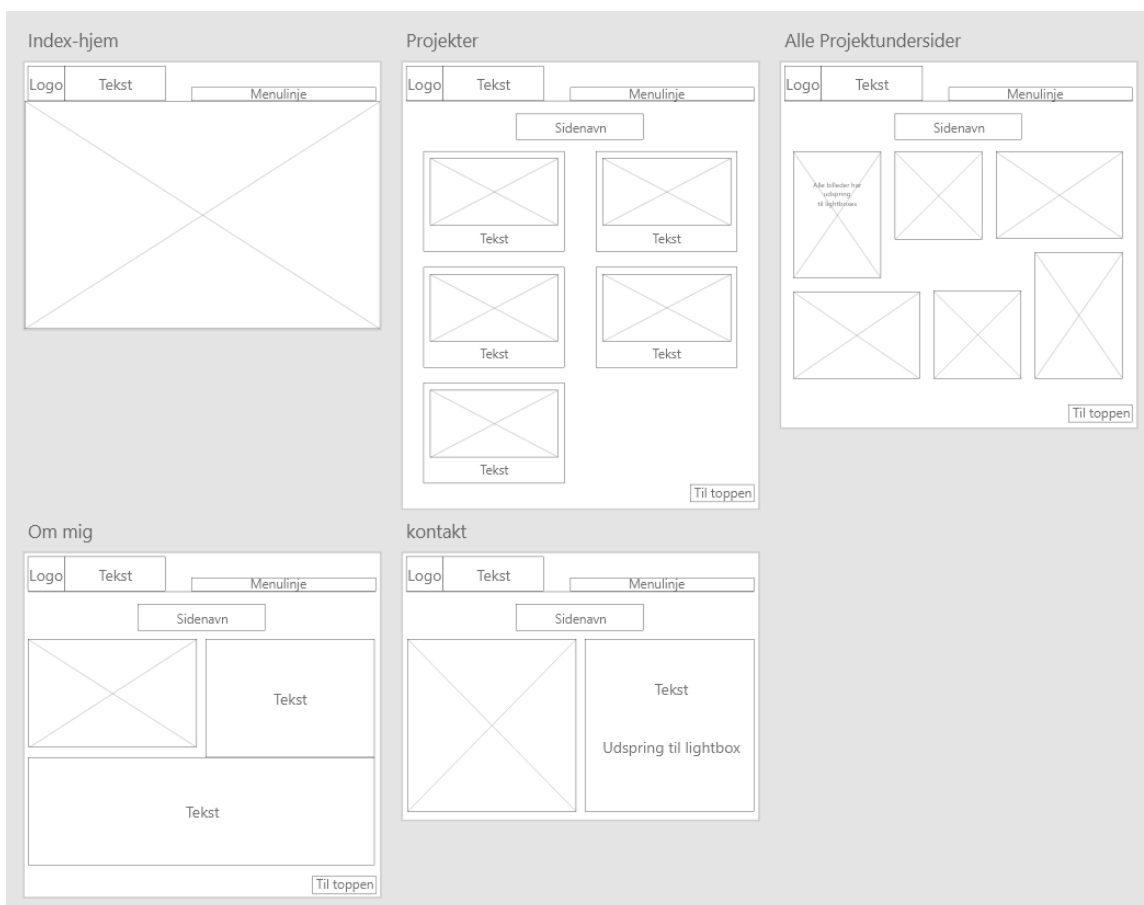 Index-hjem
Logo Tekst Menulinje
Projekter
Logo Tekst Menulinje
Sidenavn
Tekst Tekst
Tekst Tekst
Tekst
Til toppen
Alle Projektundersider
Logo Tekst Menulinje
Sidenavn
Alle billeder har
udspring
til lightboxes
Til toppen
Om mig
Logo Tekst Menulinje
Sidenavn
Tekst
Tekst
Til toppen
kontakt
Logo Tekst Menulinje
Sidenavn
Tekst
Udspring til lightbox